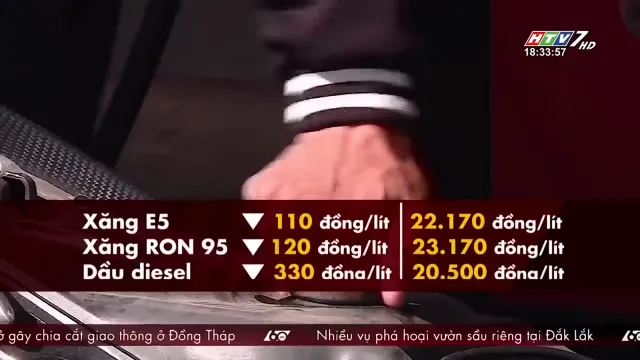 HTV7 HD
18:33:57
Xăng E5 ▼ 110 đồng/lít 22.170 đồng/lít
Xăng RON 95 ▼ 120 đồng/lít 23.170 đồng/lít
Dầu diesel ▼ 330 đồng/lít 20.500 đồng/lít
ở gây chia cắt giao thông ở Đồng Tháp Nhiều vụ phá hoại vườn sầu riêng tại Đắk Lắk